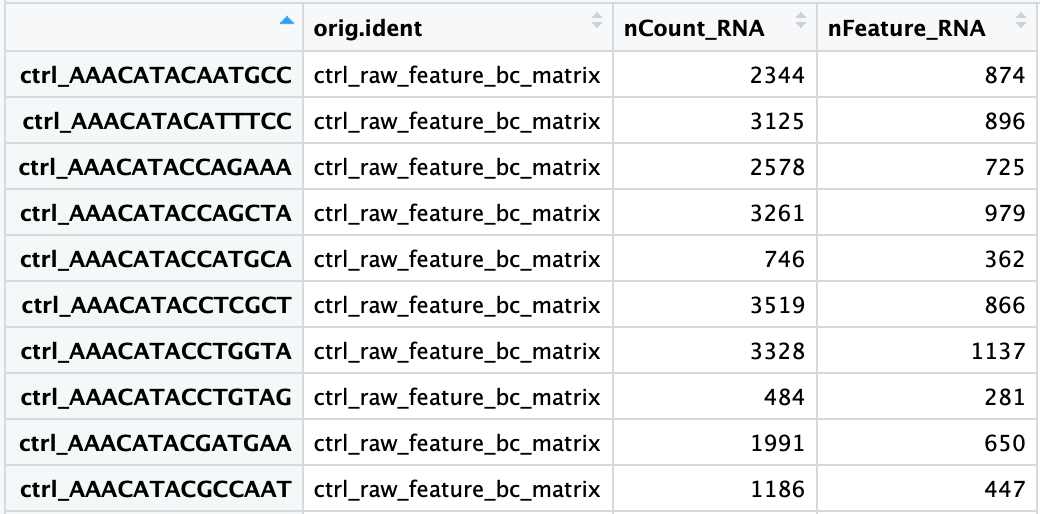 orig.ident nCount_RNA nFeature_RNA
ctrl_AAACATACAATGCC ctrl_raw_feature_bc_matrix 2344 874
ctrl_AAACATACATTTCC ctrl_raw_feature_bc_matrix 3125 896
ctrl_AAACATACCAGAAA ctrl_raw_feature_bc_matrix 2578 725
ctrl_AAACATACCAGCTA ctrl_raw_feature_bc_matrix 3261 979
ctrl_AAACATACCATGCA ctrl_raw_feature_bc_matrix 746 362
ctrl_AAACATACCTCGCT ctrl_raw_feature_bc_matrix 3519 866
ctrl_AAACATACCTGGTA ctrl_raw_feature_bc_matrix 3328 1137
ctrl_AAACATACCTGTAG ctrl_raw_feature_bc_matrix 484 281
ctrl_AAACATACGATGAA ctrl_raw_feature_bc_matrix 1991 650
ctrl_AAACATACGCCAAT ctrl_raw_feature_bc_matrix 1186 447